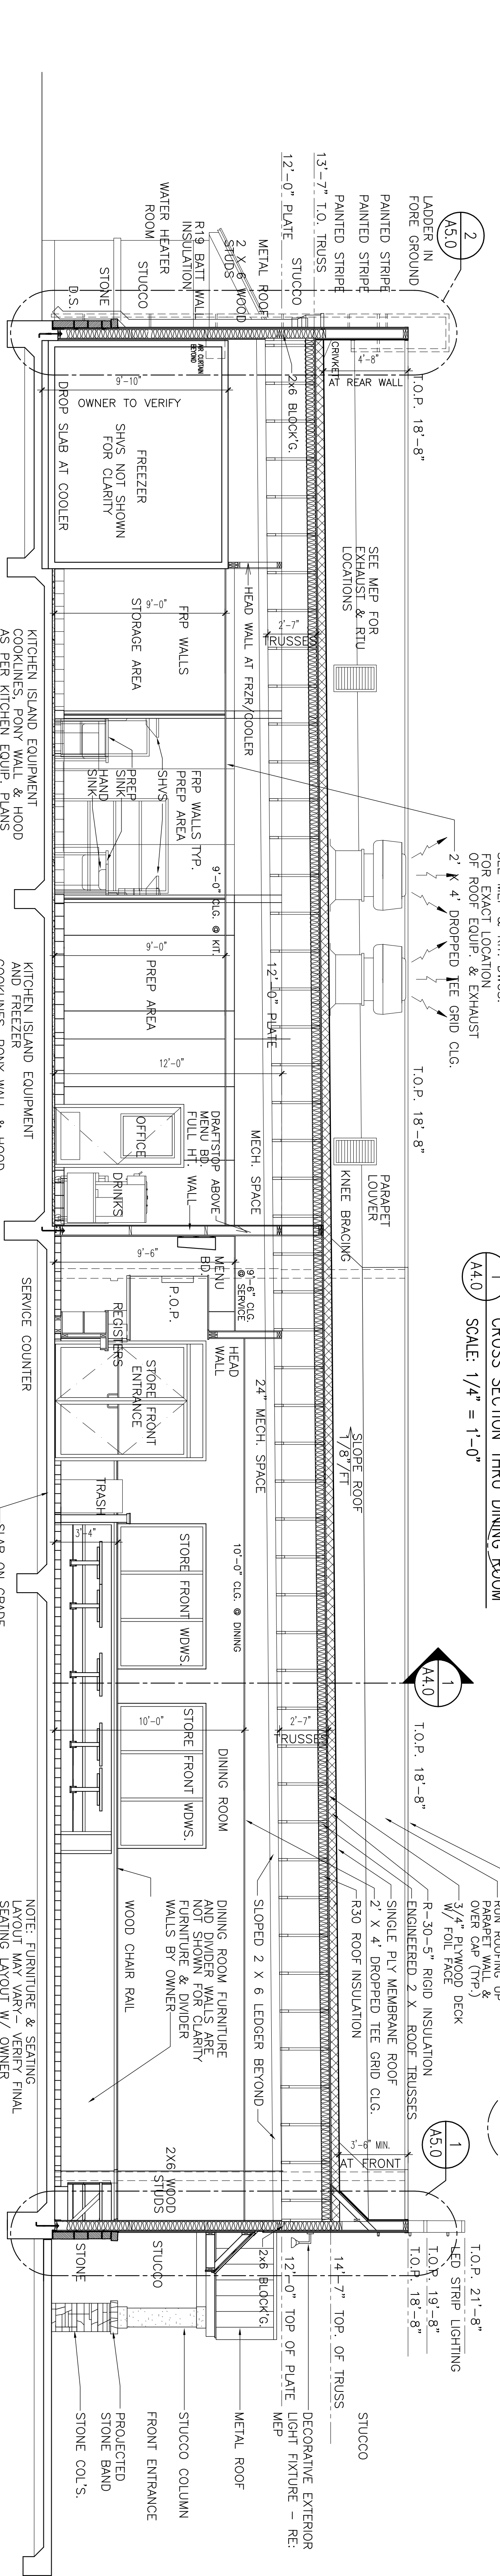 2
A5.0
LADDER IN
FORE GROUND
PAINTED STRIPE
PAINTED STRIPE
PAINTED STRIPE
13'-7" T.O. TRUSS
STUCCO
12'-0" PLATE
METAL ROOF
2 X 6 WOOD
STUDS
R19 BATT WALL
INSULATION
WATER HEATER
ROOM
STUCCO
STONE
D.S.
T.O.P. 18'-8"
4'-8"
AT REAR WALL
CRIVKETT
2x6 BLOCK'G.
AIR CURTAIN
BEYOND
9'-10"
OWNER TO VERIFY
FREEZER
SHVS NOT SHOWN
FOR CLARITY
DROP SLAB AT COOLER
SEE MEP FOR
EXHAUST & RTU
LOCATIONS
2'-7"
TRUSSES
HEAD WALL AT FRZR/COOLER
9'-0"
FRP WALLS
STORAGE AREA
FRP WALLS TYP.
PREP AREA
SHVS
PREP
SINK
HAND
SINK
KITCHEN ISLAND EQUIPMENT
COOKLINES, PONY WALL & HOOD
AS PER KITCHEN EQUIP. PLANS
FOR EXACT LOCATION
OF ROOF EQUIP. & EXHAUST
2' X 4' DROPPED TEE GRID CLG.
9'-0" CLG. @ KIT.
9'-0"
PREP AREA
12'-0" PLATE
12'-0"
KITCHEN ISLAND EQUIPMENT
AND FREEZER
T.O.P. 18'-8"
PARAPET
LOUVER
KNEE BRACING
MECH. SPACE
DRAFTSTOP ABOVE
MENU BD.
FULL HT. WALL
OFFICE
DRINKS
9'-6"
MENU
BD.
9'-6" CLG.
@ SERVICE
P.O.P.
REGISTERS
HEAD
WALL
SERVICE COUNTER
1
A4.0
CROSS SECTION THRU DINING ROOM
SCALE: 1/4" = 1'-0"
STORE FRONT
ENTRANCE
24" MECH. SPACE
SLOPE ROOF
1/8"/FT
TRASH
3'-4"
SLAB ON GRADE
STORE FRONT WDWS.
10'-0" CLG. @ DINING
1
A4.0
T.O.P. 18'-8"
2'-7"
TRUSSES
10'-0"
STORE FRONT WDWS.
DINING ROOM
RUN ROOFING UP
PARAPET WALL &
OVER CAP (TYP.)
3/4" PLYWOOD DECK
W/ FOIL FACE
R-30-5" RIGID INSULATION
ENGINEERED 2 X ROOF TRUSSES
SINGLE PLY MEMBRANE ROOF
2' X 4' DROPPED TEE GRID CLG.
R30 ROOF INSULATION
SLOPED 2 X 6 LEDGER BEYOND
DINING ROOM FURNITURE
AND DIVIDER WALLS ARE
NOT SHOWN FOR CLARITY
FURNITURE & DIVIDER
WALLS BY OWNER
WOOD CHAIR RAIL
NOTE: FURNITURE & SEATING
LAYOUT MAY VARY– VERIFY FINAL
SEATING LAYOUT W/ OWNER
1
A5.0
3'-6" MIN.
AT FRONT
2X6 WOOD
STUDS
T.O.P. 21'-8"
LED STRIP LIGHTING
T.O.P. 19'-8"
T.O.P. 18'-8"
14'-7" TOP. OF TRUSS
12'-0" TOP OF PLATE
2x6 BLOCK'G.
STUCCO
STONE
STUCCO
DECORATIVE EXTERIOR
LIGHT FIXTURE – RE:
MEP
METAL ROOF
STUCCO COLUMN
FRONT ENTRANCE
PROJECTED
STONE BAND
STONE COL'S.